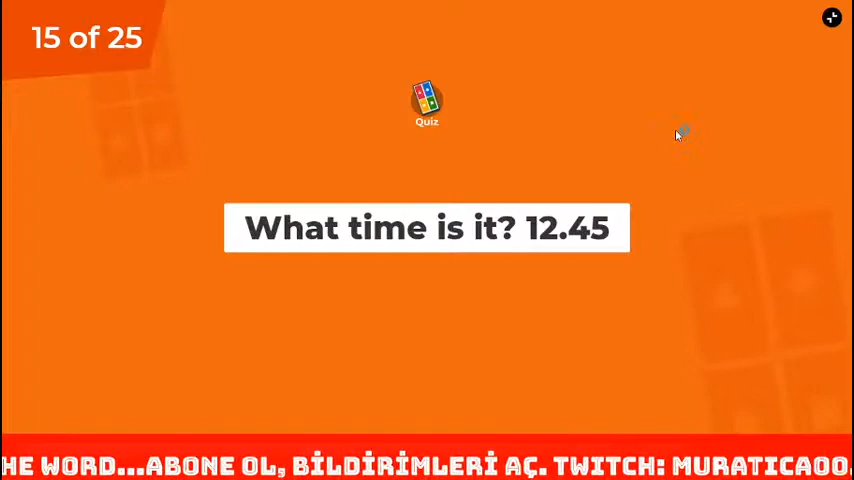 15 of 25
Quiz
What time is it? 12.45
HE WORD...ABONE OL, BİLDİRİMLERİ AÇ. TWITCH: MURATICAOO.